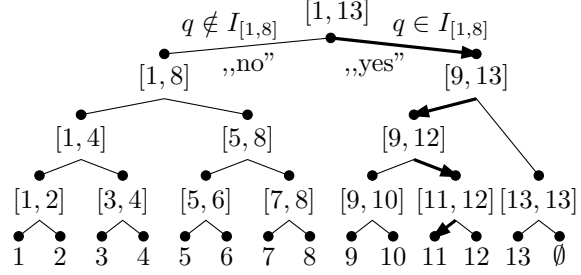 [1, 13]
q ∉ I[1,8] q ∈ I[1,8]
„no” „yes”
[1, 8] [9, 13]
[1, 4] [5, 8] [9, 12]
[1, 2] [3, 4] [5, 6] [7, 8] [9, 10] [11, 12] [13, 13]
1 2 3 4 5 6 7 8 9 10 11 12 13 ∅